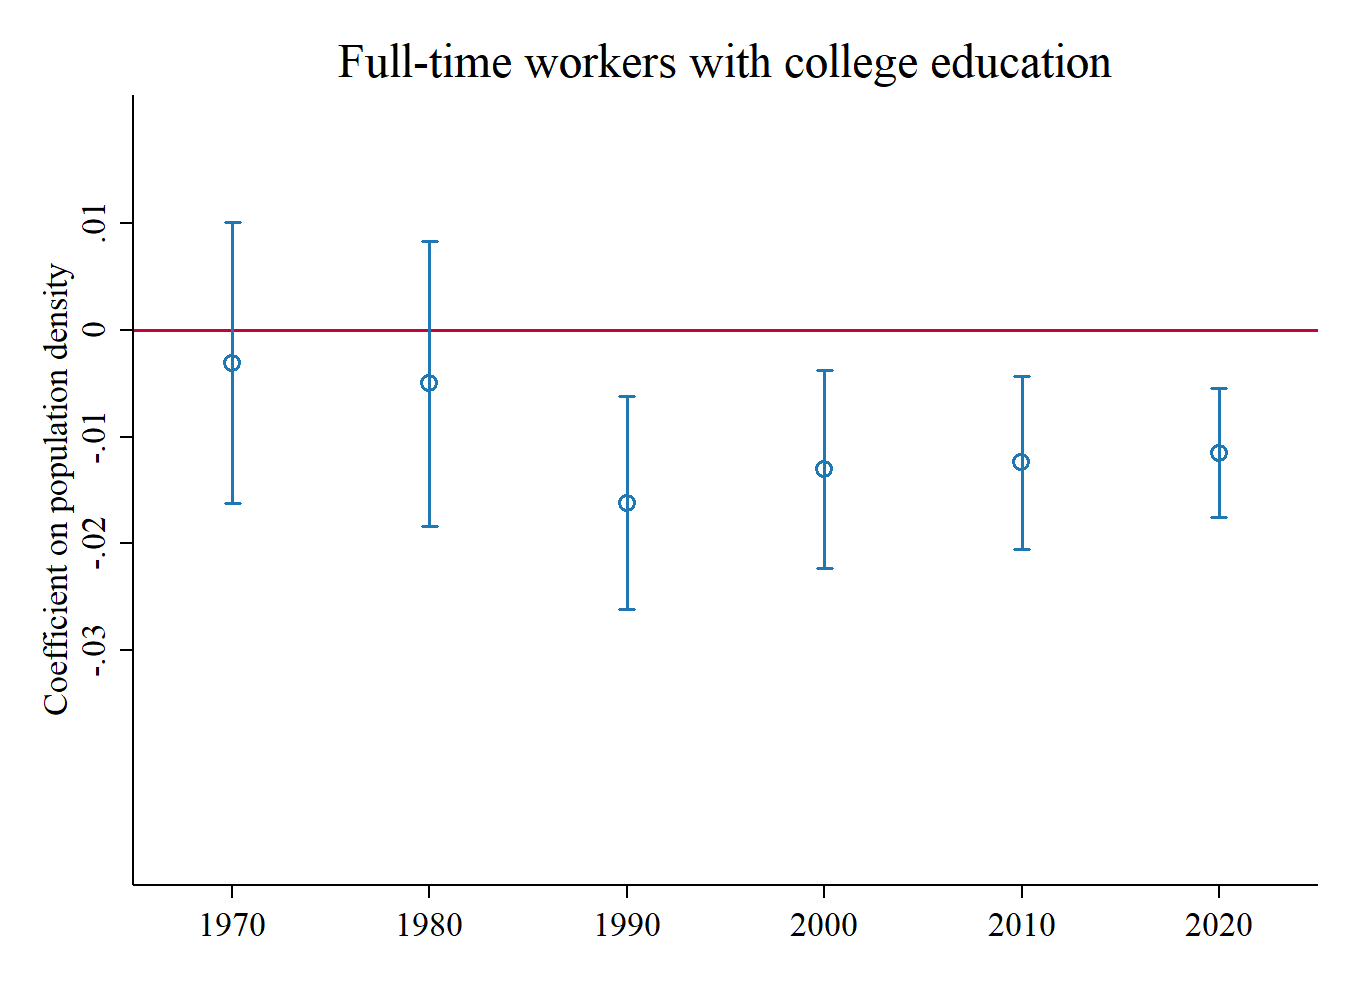 Full-time workers with college education
Coefficient on population density
.01
0
-.01
-.02
-.03
1970 1980 1990 2000 2010 2020